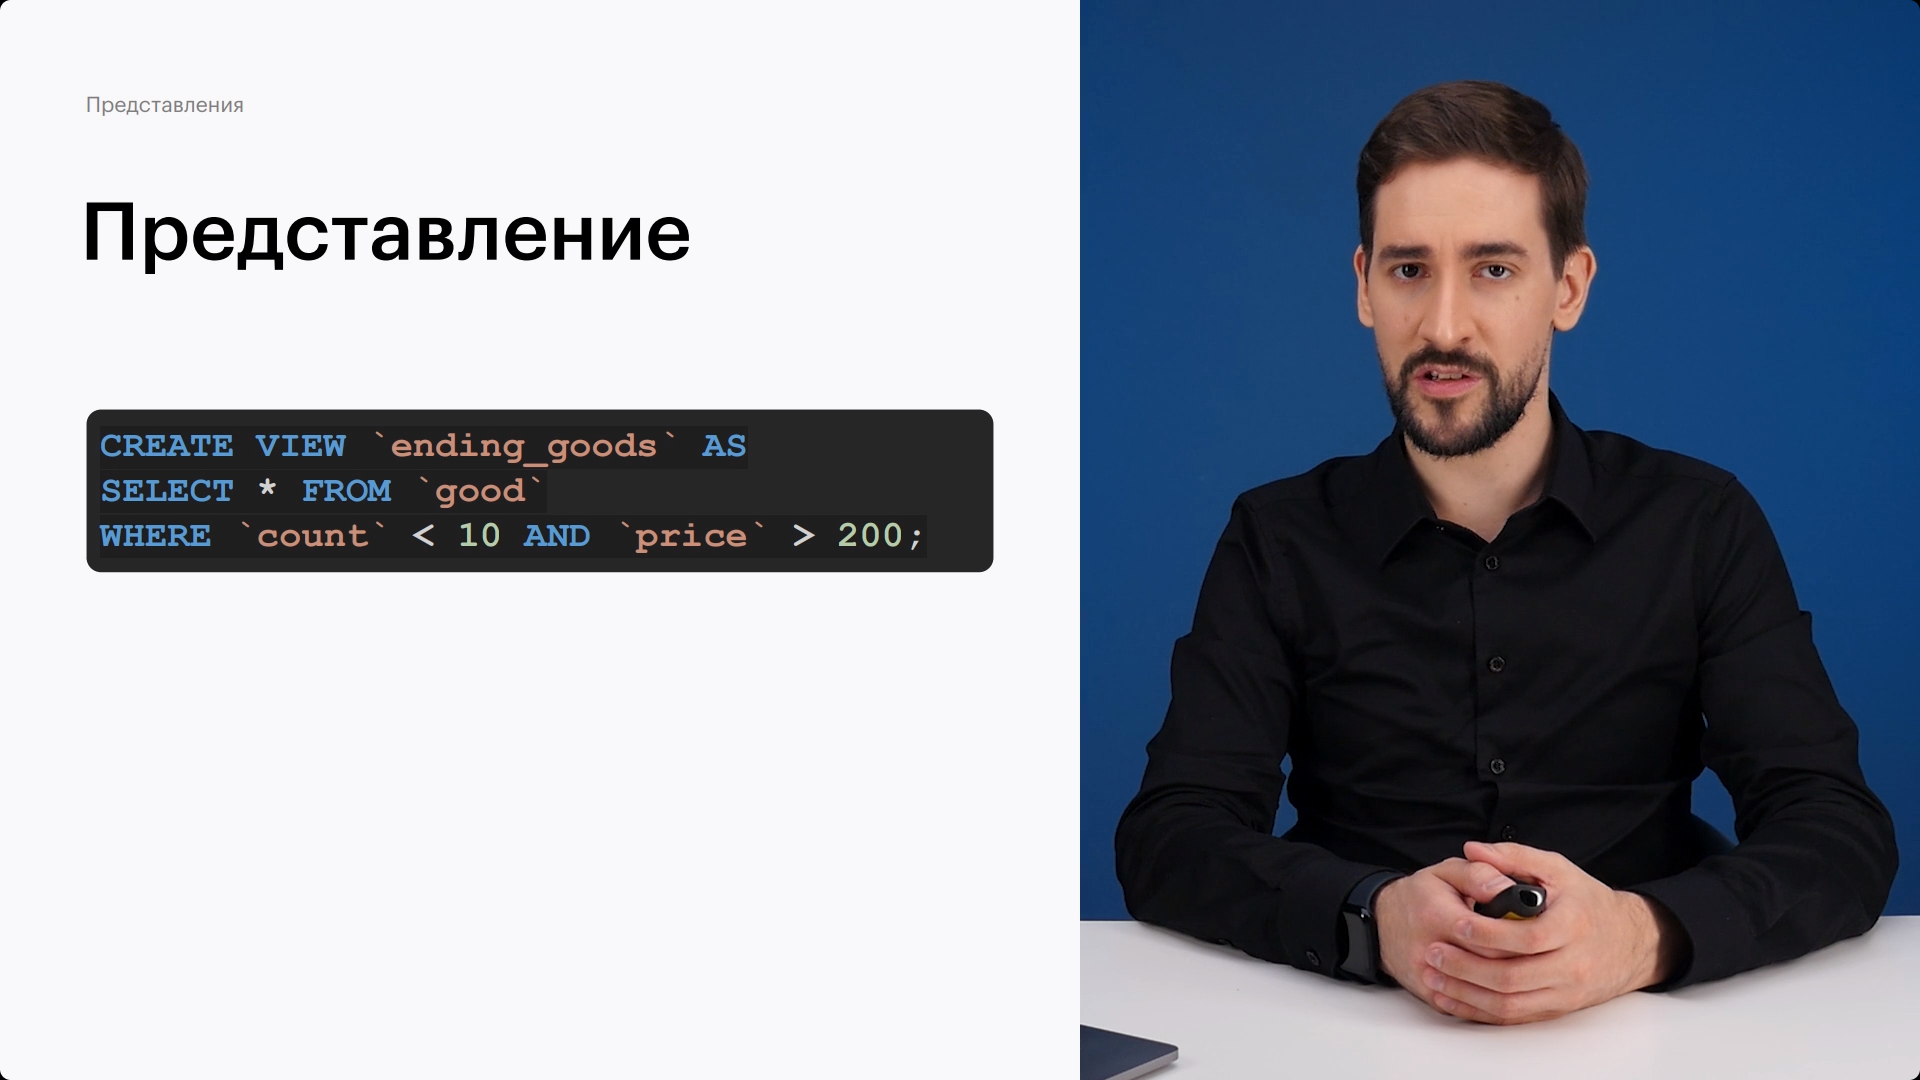 Представления
Представление
CREATE VIEW `ending_goods` AS
SELECT * FROM `good`
WHERE `count` < 10 AND `price` > 200;